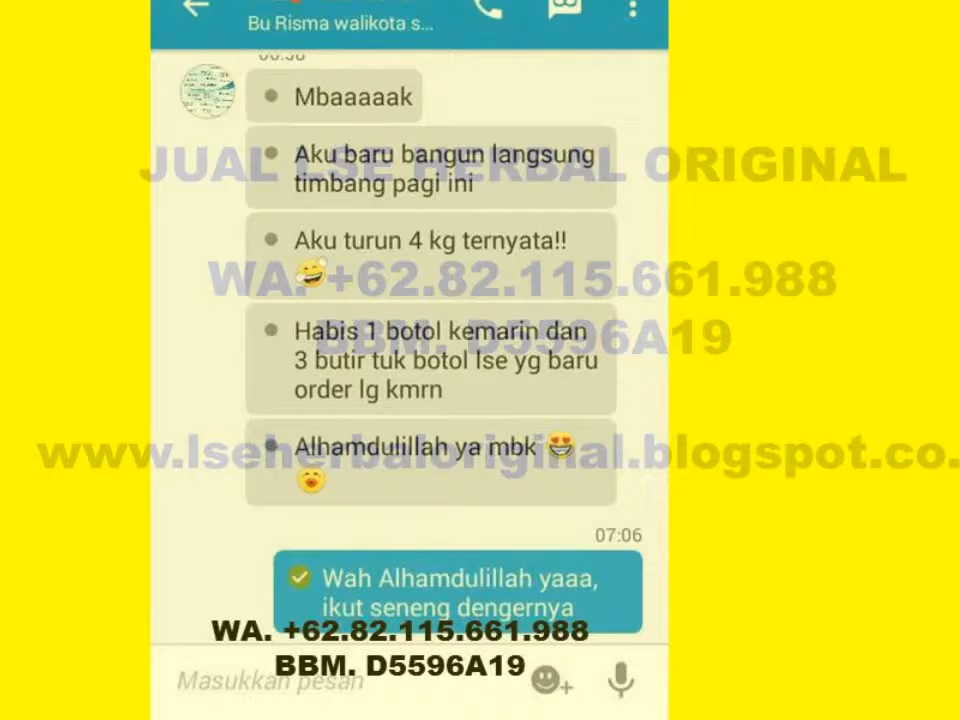 Bu Risma walikota s...
06:58
Mbaaaaak
Aku baru bangun langsung
timbang pagi ini
JUAL LSE HERBAL ORIGINAL
Aku turun 4 kg ternyata!!
WA. +62.82.115.661.988
BBM. D5596A19
Habis 1 botol kemarin dan
3 butir tuk botol lse yg baru
order lg kmrn
Alhamdulillah ya mbk
www.lseherbaloriginal.blogspot.co.
07:06
Wah Alhamdulillah yaaa,
ikut seneng dengernya
WA. +62.82.115.661.988
BBM. D5596A19
Masukkan pesan